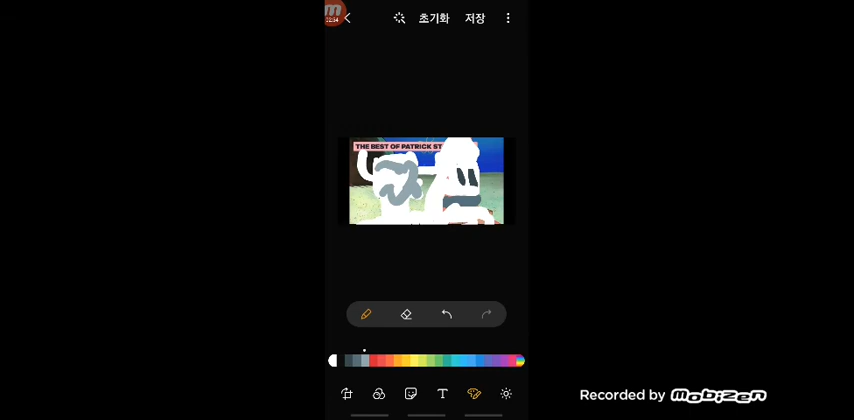 초기화 저장
THE BEST OF PATRICK ST
T
Recorded by mobizen